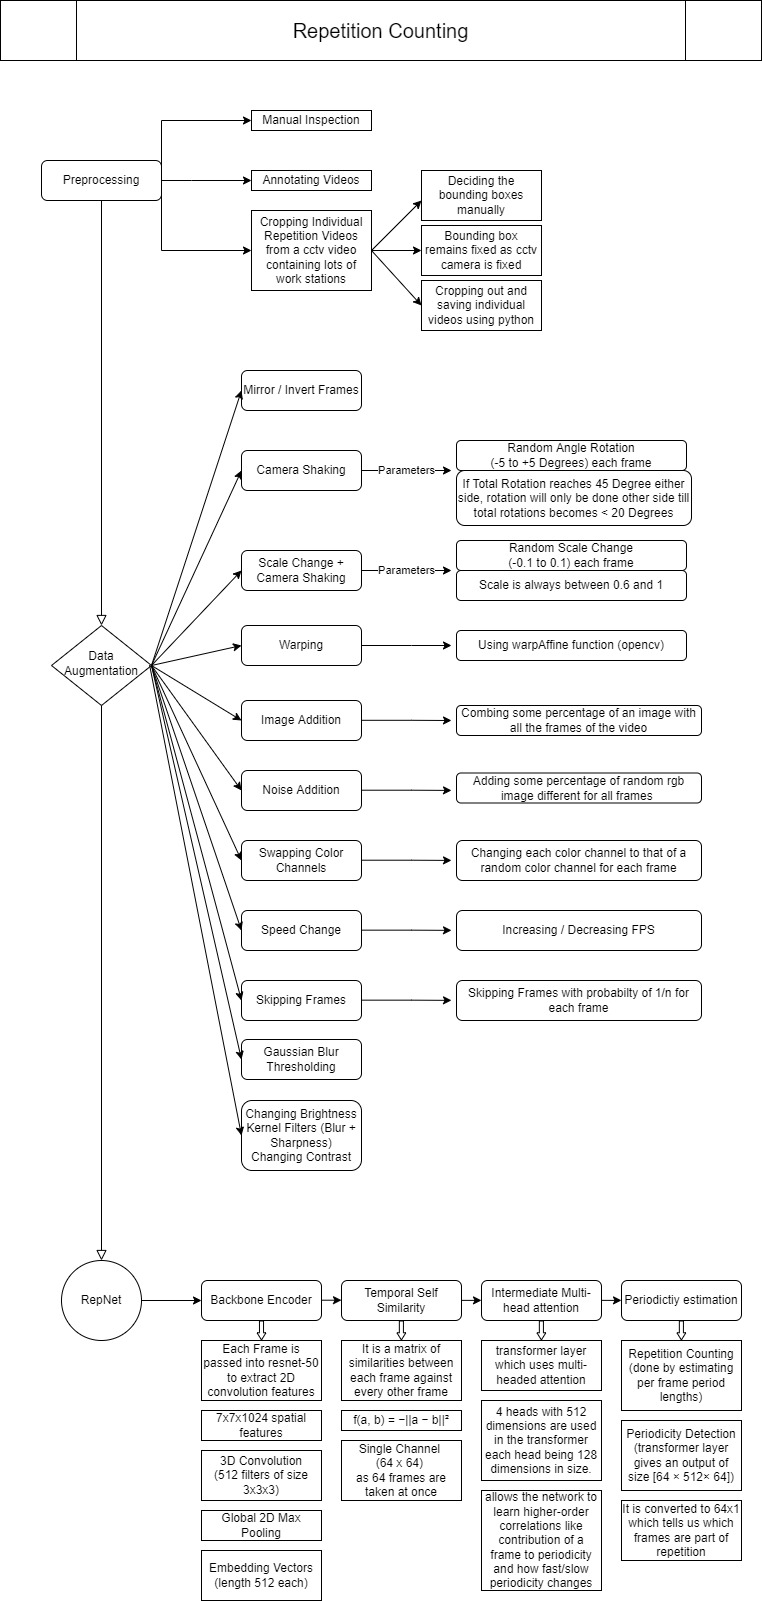 Repetition Counting
Manual Inspection
Preprocessing
Annotating Videos
Cropping Individual
Repetition Videos
from a cctv video
containing lots of
work stations
Deciding the
bounding boxes
manually
Bounding box
remains fixed as cctv
camera is fixed
Cropping out and
saving individual
videos using python
Mirror / Invert Frames
Camera Shaking
Parameters
Random Angle Rotation
(-5 to +5 Degrees) each frame
If Total Rotation reaches 45 Degree either
side, rotation will only be done other side till
total rotations becomes < 20 Degrees
Scale Change +
Camera Shaking
Parameters
Random Scale Change
(-0.1 to 0.1) each frame
Scale is always between 0.6 and 1
Data
Augmentation
Warping
Using warpAffine function (opencv)
Image Addition
Combing some percentage of an image with
all the frames of the video
Noise Addition
Adding some percentage of random rgb
image different for all frames
Swapping Color
Channels
Changing each color channel to that of a
random color channel for each frame
Speed Change
Increasing / Decreasing FPS
Skipping Frames
Skipping Frames with probabilty of 1/n for
each frame
Gaussian Blur
Thresholding
Changing Brightness
Kernel Filters (Blur +
Sharpness)
Changing Contrast
RepNet
Backbone Encoder
Each Frame is
passed into resnet-50
to extract 2D
convolution features
7x7x1024 spatial
features
3D Convolution
(512 filters of size
3x3x3)
Global 2D Max
Pooling
Embedding Vectors
(length 512 each)
Temporal Self
Similarity
It is a matrix of
similarities between
each frame against
every other frame
f(a, b) = −||a − b||²
Single Channel
(64 x 64)
as 64 frames are
taken at once
Intermediate Multi-
head attention
transformer layer
which uses multi-
headed attention
4 heads with 512
dimensions are used
in the transformer
each head being 128
dimensions in size.
allows the network to
learn higher-order
correlations like
contribution of a
frame to periodicity
and how fast/slow
periodicity changes
Periodictiy estimation
Repetition Counting
(done by estimating
per frame period
lengths)
Periodicity Detection
(transformer layer
gives an output of
size [64 × 512× 64])
It is converted to 64x1
which tells us which
frames are part of
repetition